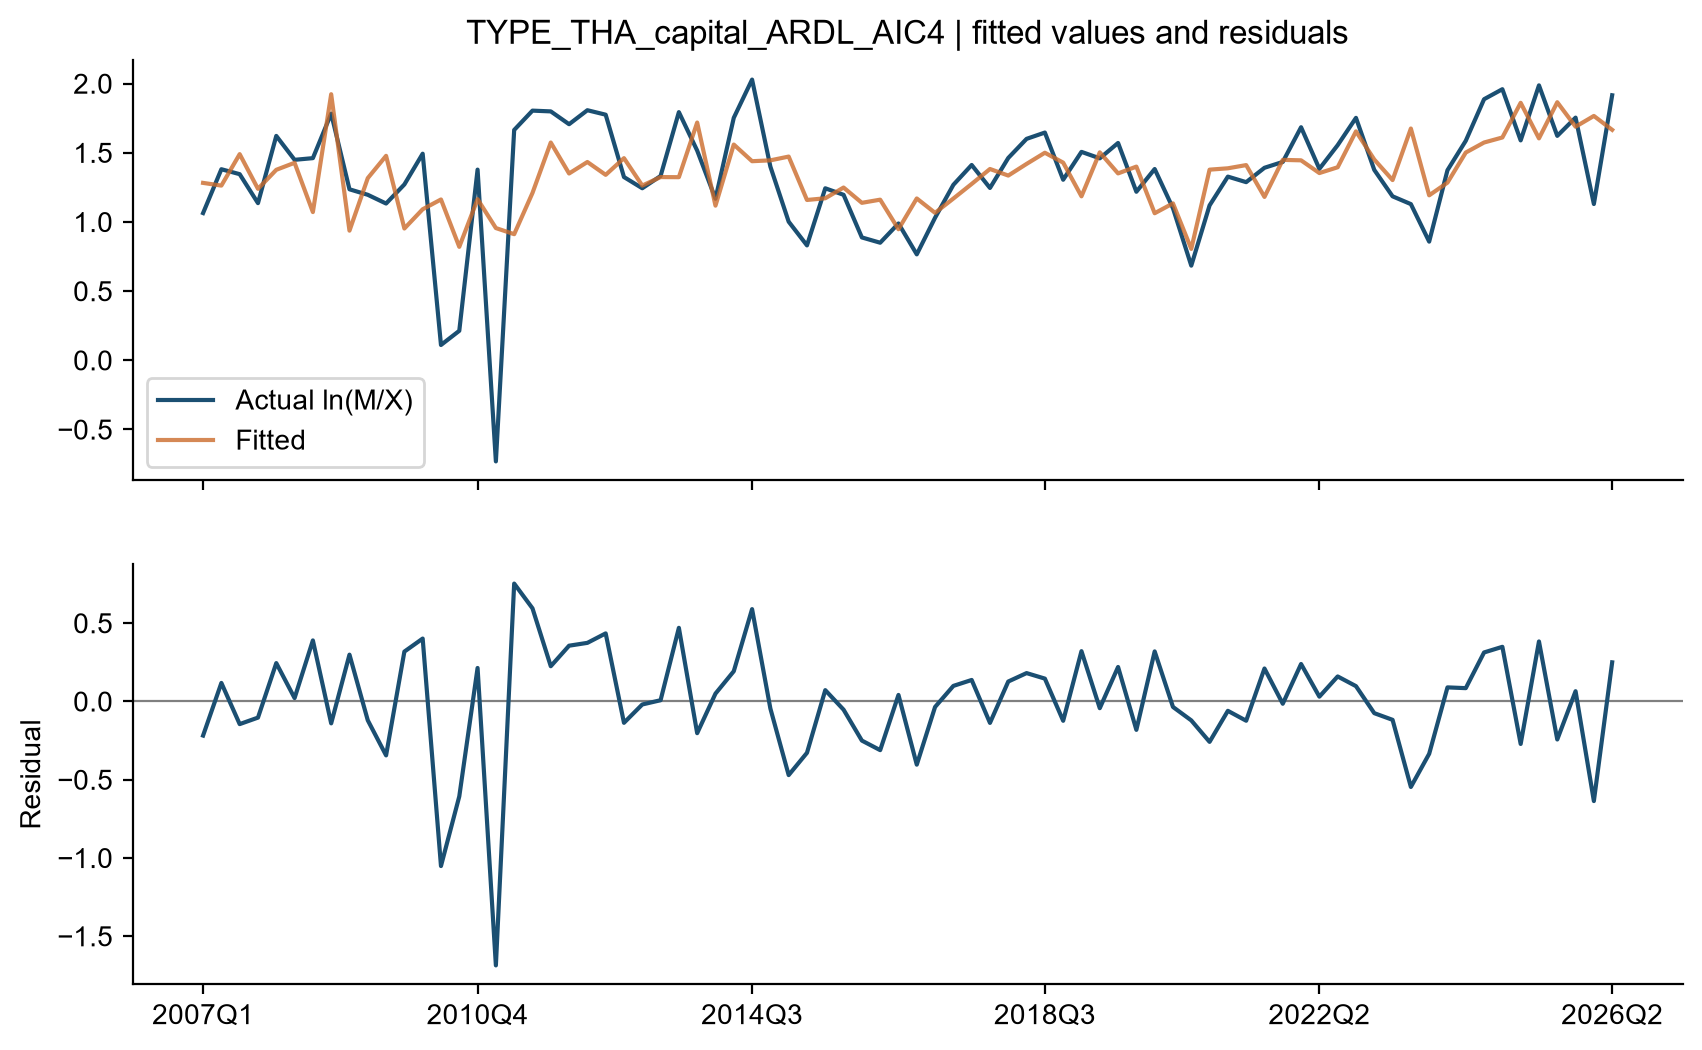 TYPE_THA_capital_ARDL_AIC4 | fitted values and residuals
2.0
1.5
1.0
0.5
0.0
−0.5
Actual ln(M/X)
Fitted
Residual
0.5
0.0
−0.5
−1.0
−1.5
2007Q1
2010Q4
2014Q3
2018Q3
2022Q2
2026Q2